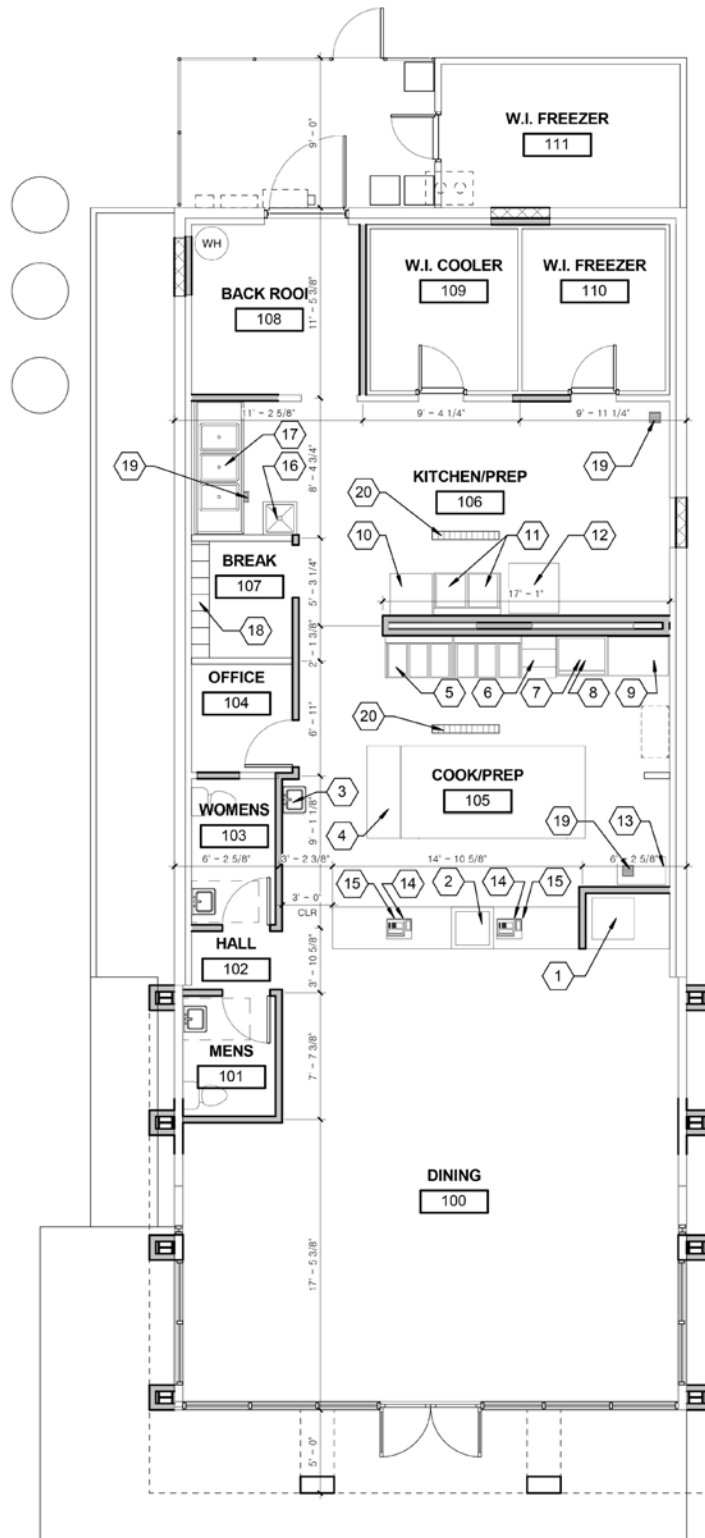 W.I. FREEZER
111
9' - 0"
WH
W.I. COOLER
109
W.I. FREEZER
110
BACK ROOI
108
11' - 5 3/8"
11' - 2 5/8"
9' - 4 1/4"
9' - 11 1/4"
17
16
19
19
8' - 4 3/4"
KITCHEN/PREP
106
20
10
11
12
BREAK
107
5' - 3 1/4"
17' - 1"
18
2' - 1 3/8"
OFFICE
104
5
6
7
8
9
6' - 11"
20
COOK/PREP
105
3
WOMENS
103
4
19
13
9' - 1 1/8"
6' - 2 5/8"
3' - 2 3/8"
14' - 10 5/8"
6' - 2 5/8"
15
14
2
14
15
3' - 0"
CLR
HALL
102
1
3' - 10 5/8"
MENS
101
7' - 7 3/8"
DINING
100
17' - 5 3/8"
5' - 0"